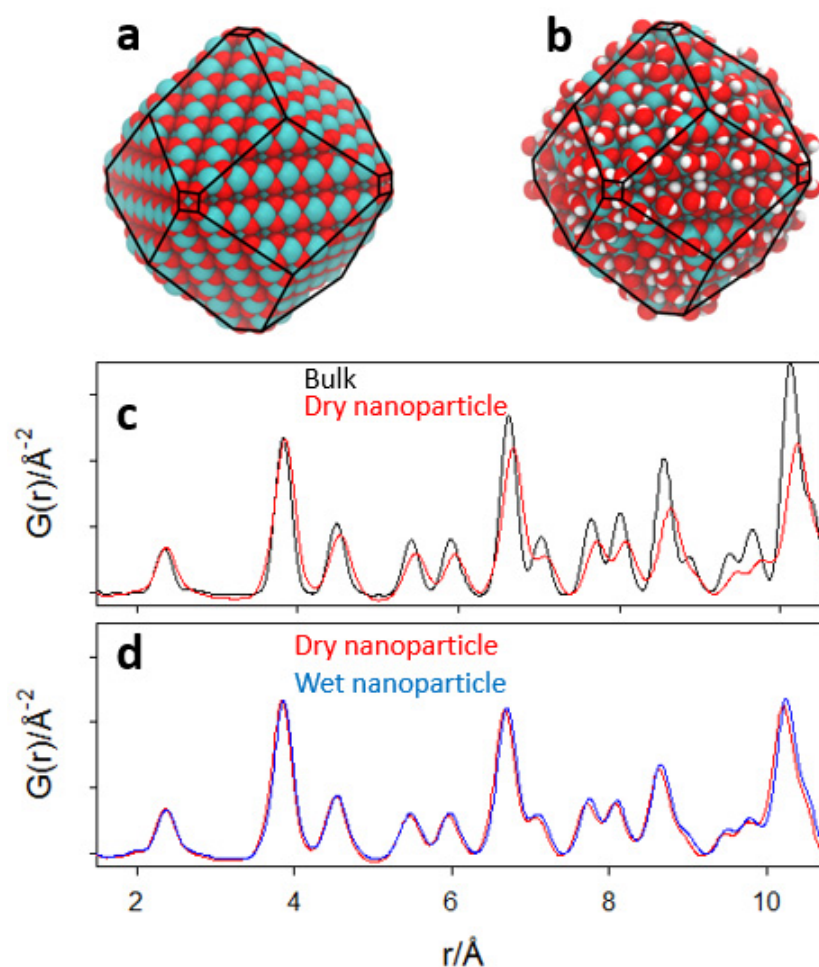 a
b
c
Bulk
Dry nanoparticle
G(r)/Å⁻²
d
Dry nanoparticle
Wet nanoparticle
G(r)/Å⁻²
2 4 6 8 10
r/Å